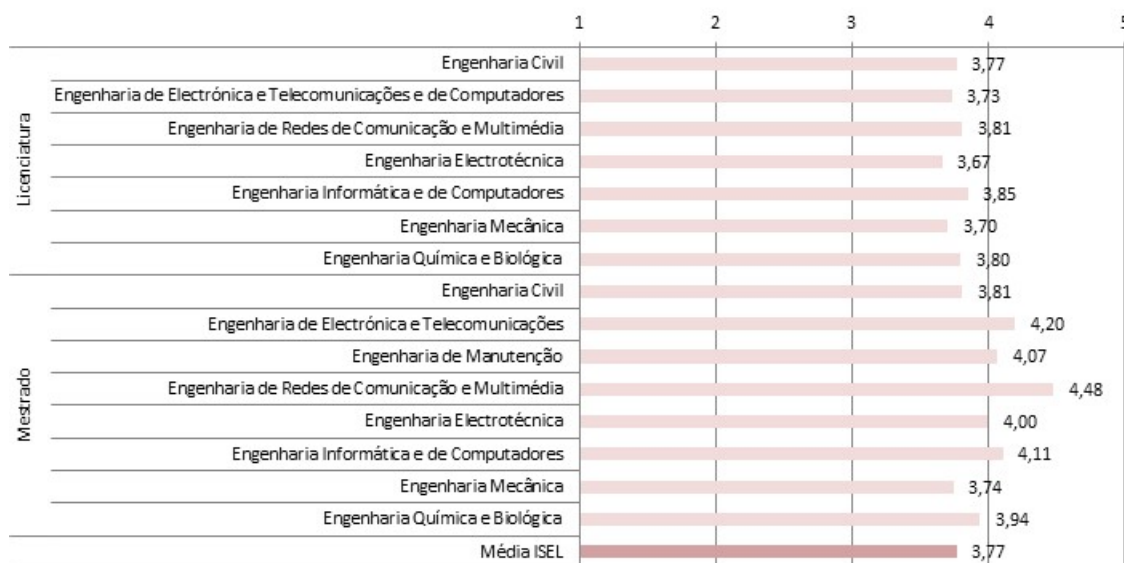 1 2 3 4 5
Licenciatura
Engenharia Civil 3,77
Engenharia de Electrónica e Telecomunicações e de Computadores 3,73
Engenharia de Redes de Comunicação e Multimédia 3,81
Engenharia Electrotécnica 3,67
Engenharia Informática e de Computadores 3,85
Engenharia Mecânica 3,70
Engenharia Química e Biológica 3,80
Mestrado
Engenharia Civil 3,81
Engenharia de Electrónica e Telecomunicações 4,20
Engenharia de Manutenção 4,07
Engenharia de Redes de Comunicação e Multimédia 4,48
Engenharia Electrotécnica 4,00
Engenharia Informática e de Computadores 4,11
Engenharia Mecânica 3,74
Engenharia Química e Biológica 3,94
Média ISEL 3,77